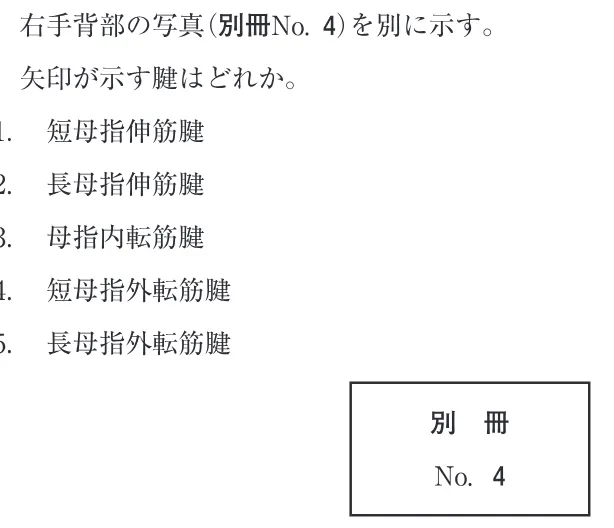 右手背部の写真(別冊No. 4)を別に示す。
矢印が示す腱はどれか。
1. 短母指伸筋腱
2. 長母指伸筋腱
3. 母指内転筋腱
4. 短母指外転筋腱
5. 長母指外転筋腱
別 冊
No. 4